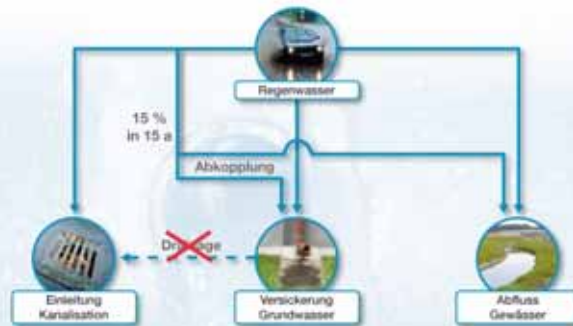 Regenwasser
15 %
in 15 a
Abkopplung
Drainage
Einleitung
Kanalisation
Versickerung
Grundwasser
Abfluss
Gewässer